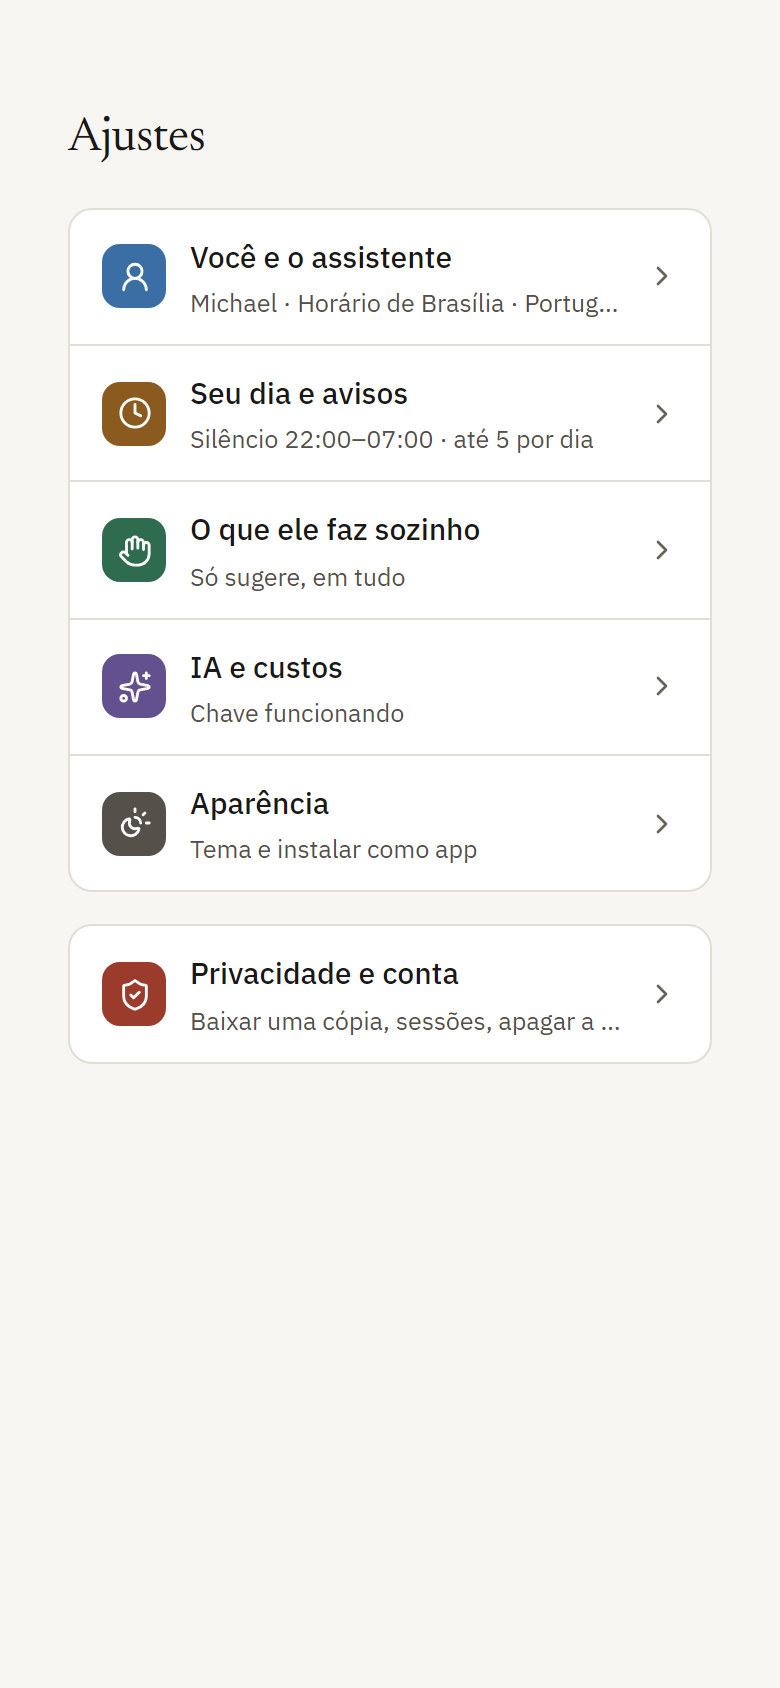 Ajustes
Você e o assistente
Michael · Horário de Brasília · Portug...
Seu dia e avisos
Silêncio 22:00–07:00 · até 5 por dia
O que ele faz sozinho
Só sugere, em tudo
IA e custos
Chave funcionando
Aparência
Tema e instalar como app
Privacidade e conta
Baixar uma cópia, sessões, apagar a ...